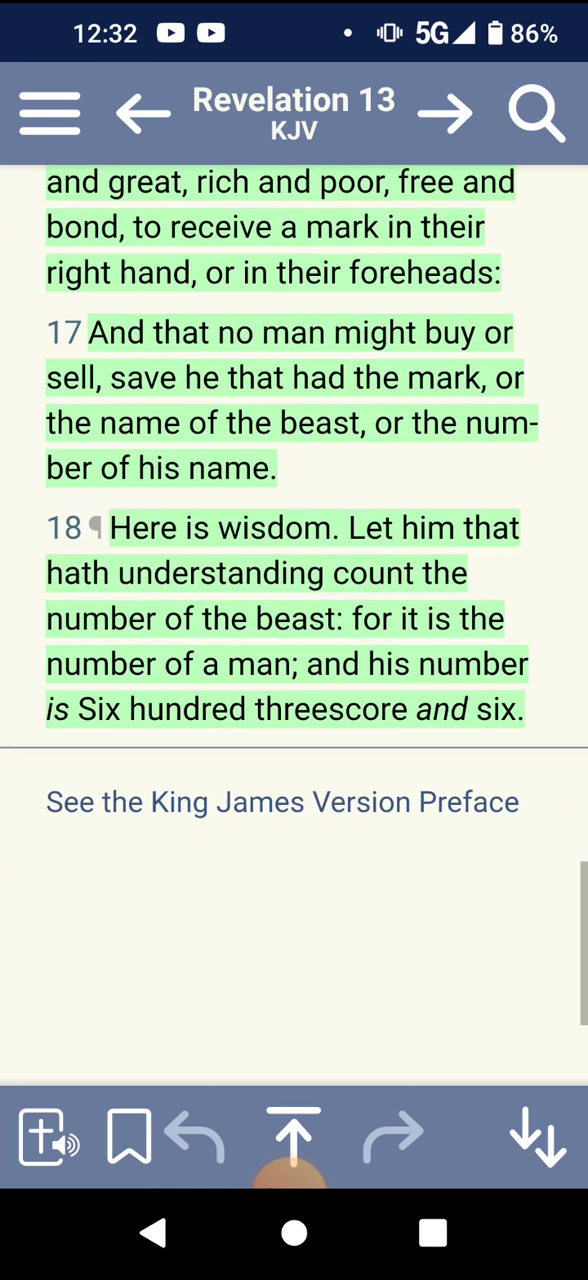 12:32 5G 86%
Revelation 13
KJV
and great, rich and poor, free and
bond, to receive a mark in their
right hand, or in their foreheads:
17 And that no man might buy or
sell, save he that had the mark, or
the name of the beast, or the num-
ber of his name.
18 ¶ Here is wisdom. Let him that
hath understanding count the
number of the beast: for it is the
number of a man; and his number
is Six hundred threescore and six.
See the King James Version Preface